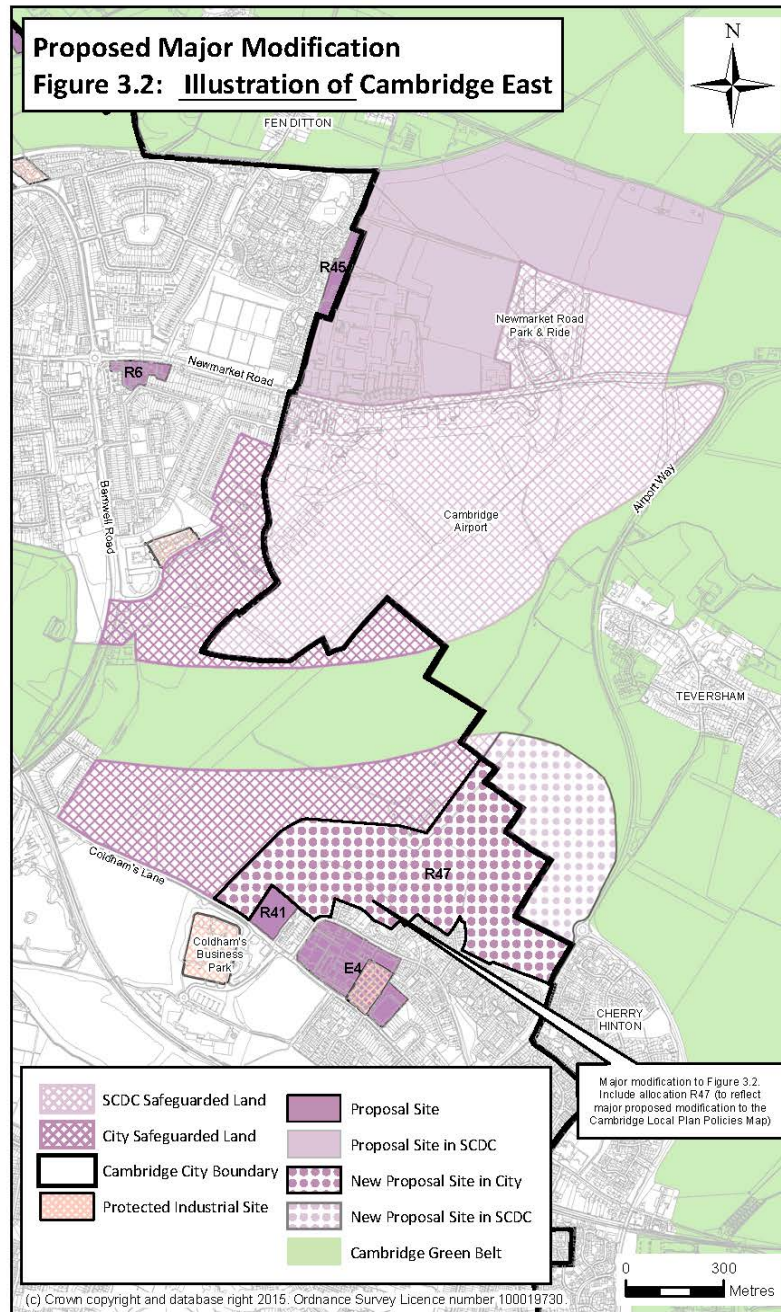 Proposed Major Modification
Figure 3.2: Illustration of Cambridge East
N
FEN DITTON
R45
Newmarket Road
Park & Ride
Newmarket Road
R6
Barnwell Road
Airport Way
Cambridge
Airport
TEVERSHAM
Coldham's Lane
R47
R41
Coldham's
Business
Park
E4
CHERRY
HINTON
Major modification to Figure 3.2.
Include allocation R47 (to reflect
major proposed modification to the
Cambridge Local Plan Policies Map)
SCDC Safeguarded Land
City Safeguarded Land
Cambridge City Boundary
Protected Industrial Site
Proposal Site
Proposal Site in SCDC
New Proposal Site in City
New Proposal Site in SCDC
Cambridge Green Belt
0 300
Metres
(c) Crown copyright and database right 2015. Ordnance Survey Licence number 100019730.